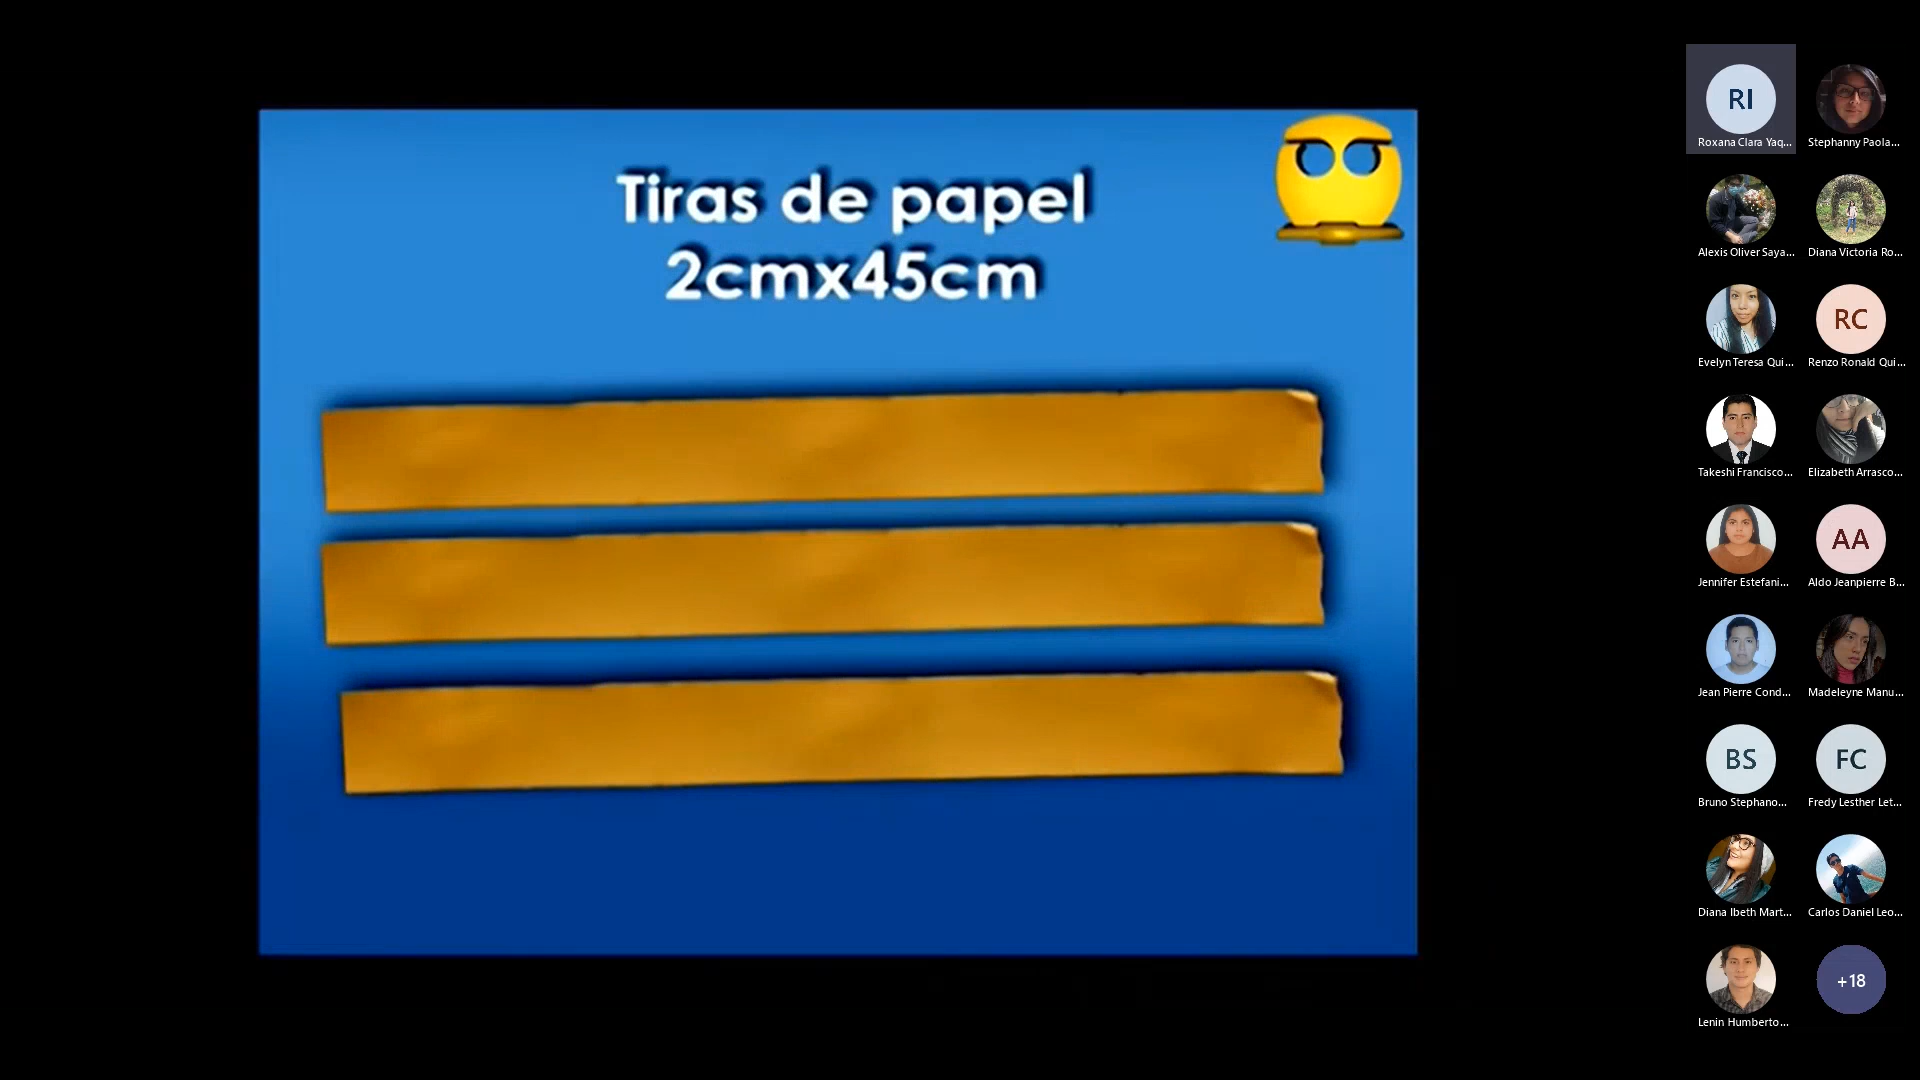 Tiras de papel
2cmx45cm
RI
Roxana Clara Yaq...
Stephanny Paola...
Alexis Oliver Saya...
Diana Victoria Ro...
Evelyn Teresa Qui...
RC
Renzo Ronald Qui...
Takeshi Francisco...
Elizabeth Arrasco...
Jennifer Estefani...
AA
Aldo Jeanpierre B...
Jean Pierre Cond...
Madeleyne Manu...
BS
Bruno Stephano...
FC
Fredy Lesther Let...
Diana Ibeth Mart...
Carlos Daniel Leo...
Lenin Humberto...
+18